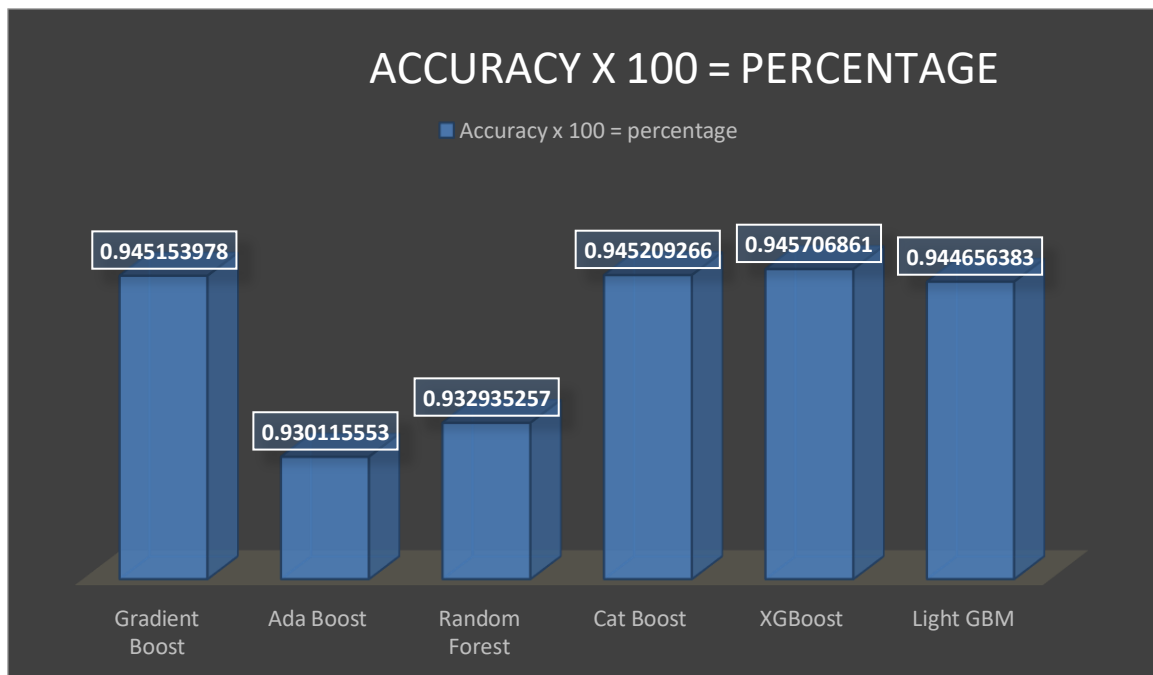 ACCURACY X 100 = PERCENTAGE
Accuracy x 100 = percentage
0.945153978
0.930115553
0.932935257
0.945209266
0.945706861
0.944656383
Gradient
Boost
Ada Boost
Random
Forest
Cat Boost
XGBoost
Light GBM